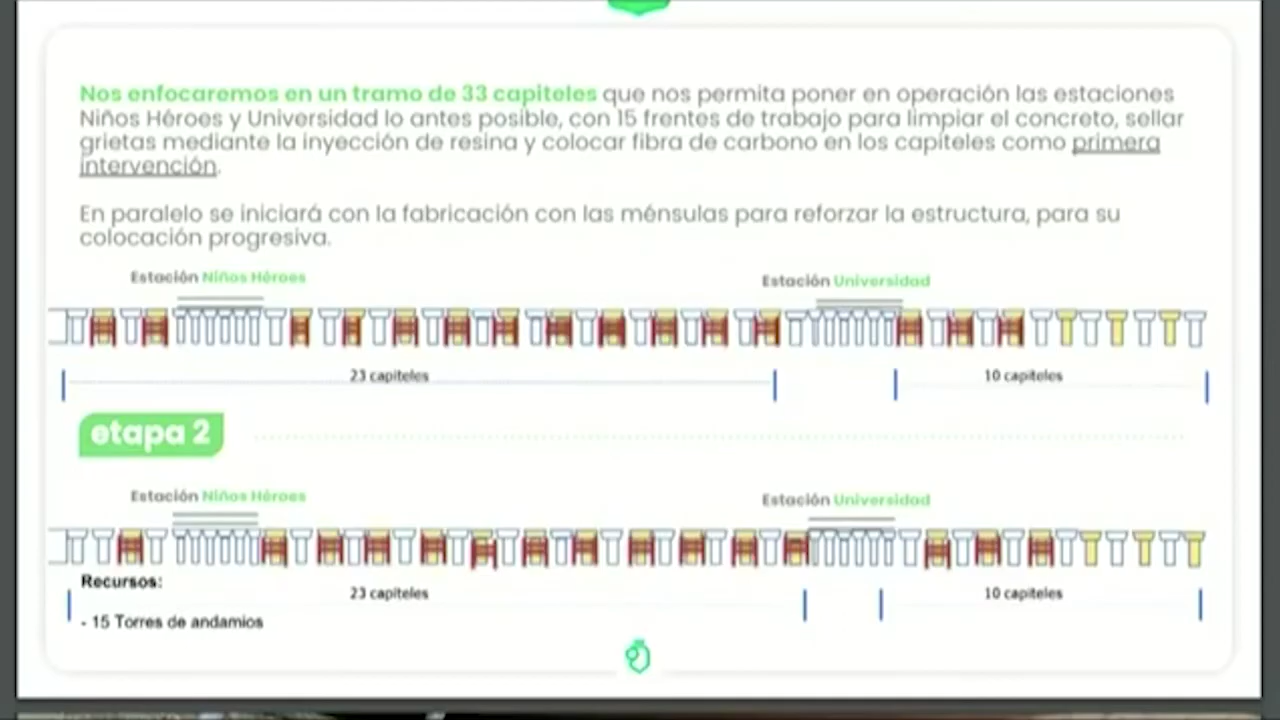 Nos enfocaremos en un tramo de 33 capiteles que nos permita poner en operación las estaciones
Niños Héroes y Universidad lo antes posible, con 15 frentes de trabajo para limpiar el concreto, sellar
grietas mediante la inyección de resina y colocar fibra de carbono en los capiteles como primera
intervención.
En paralelo se iniciará con la fabricación con las ménsulas para reforzar la estructura, para su
colocación progresiva.
Estación Niños Héroes
Estación Universidad
23 capiteles
10 capiteles
etapa 2
Estación Niños Héroes
Estación Universidad
Recursos:
23 capiteles
10 capiteles
- 15 Torres de andamios